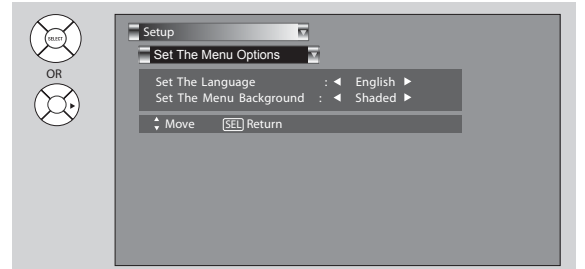 SELECT
OR
Setup
Set The Menu Options
Set The Language : ◀ English ▶
Set The Menu Background : ◀ Shaded ▶
Move SEL Return